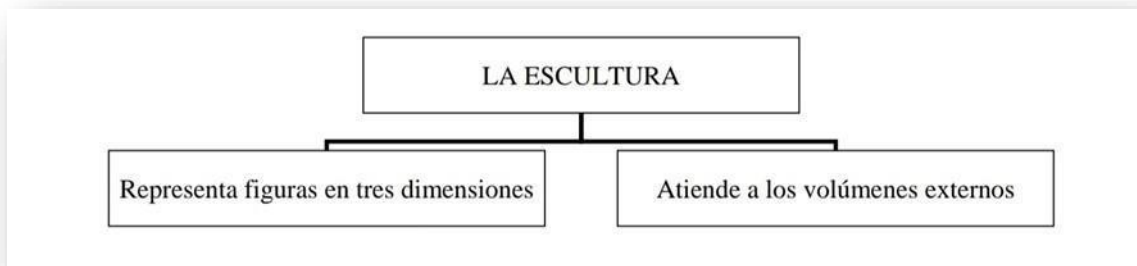 LA ESCULTURA
Representa figuras en tres dimensiones
Atiende a los volúmenes externos